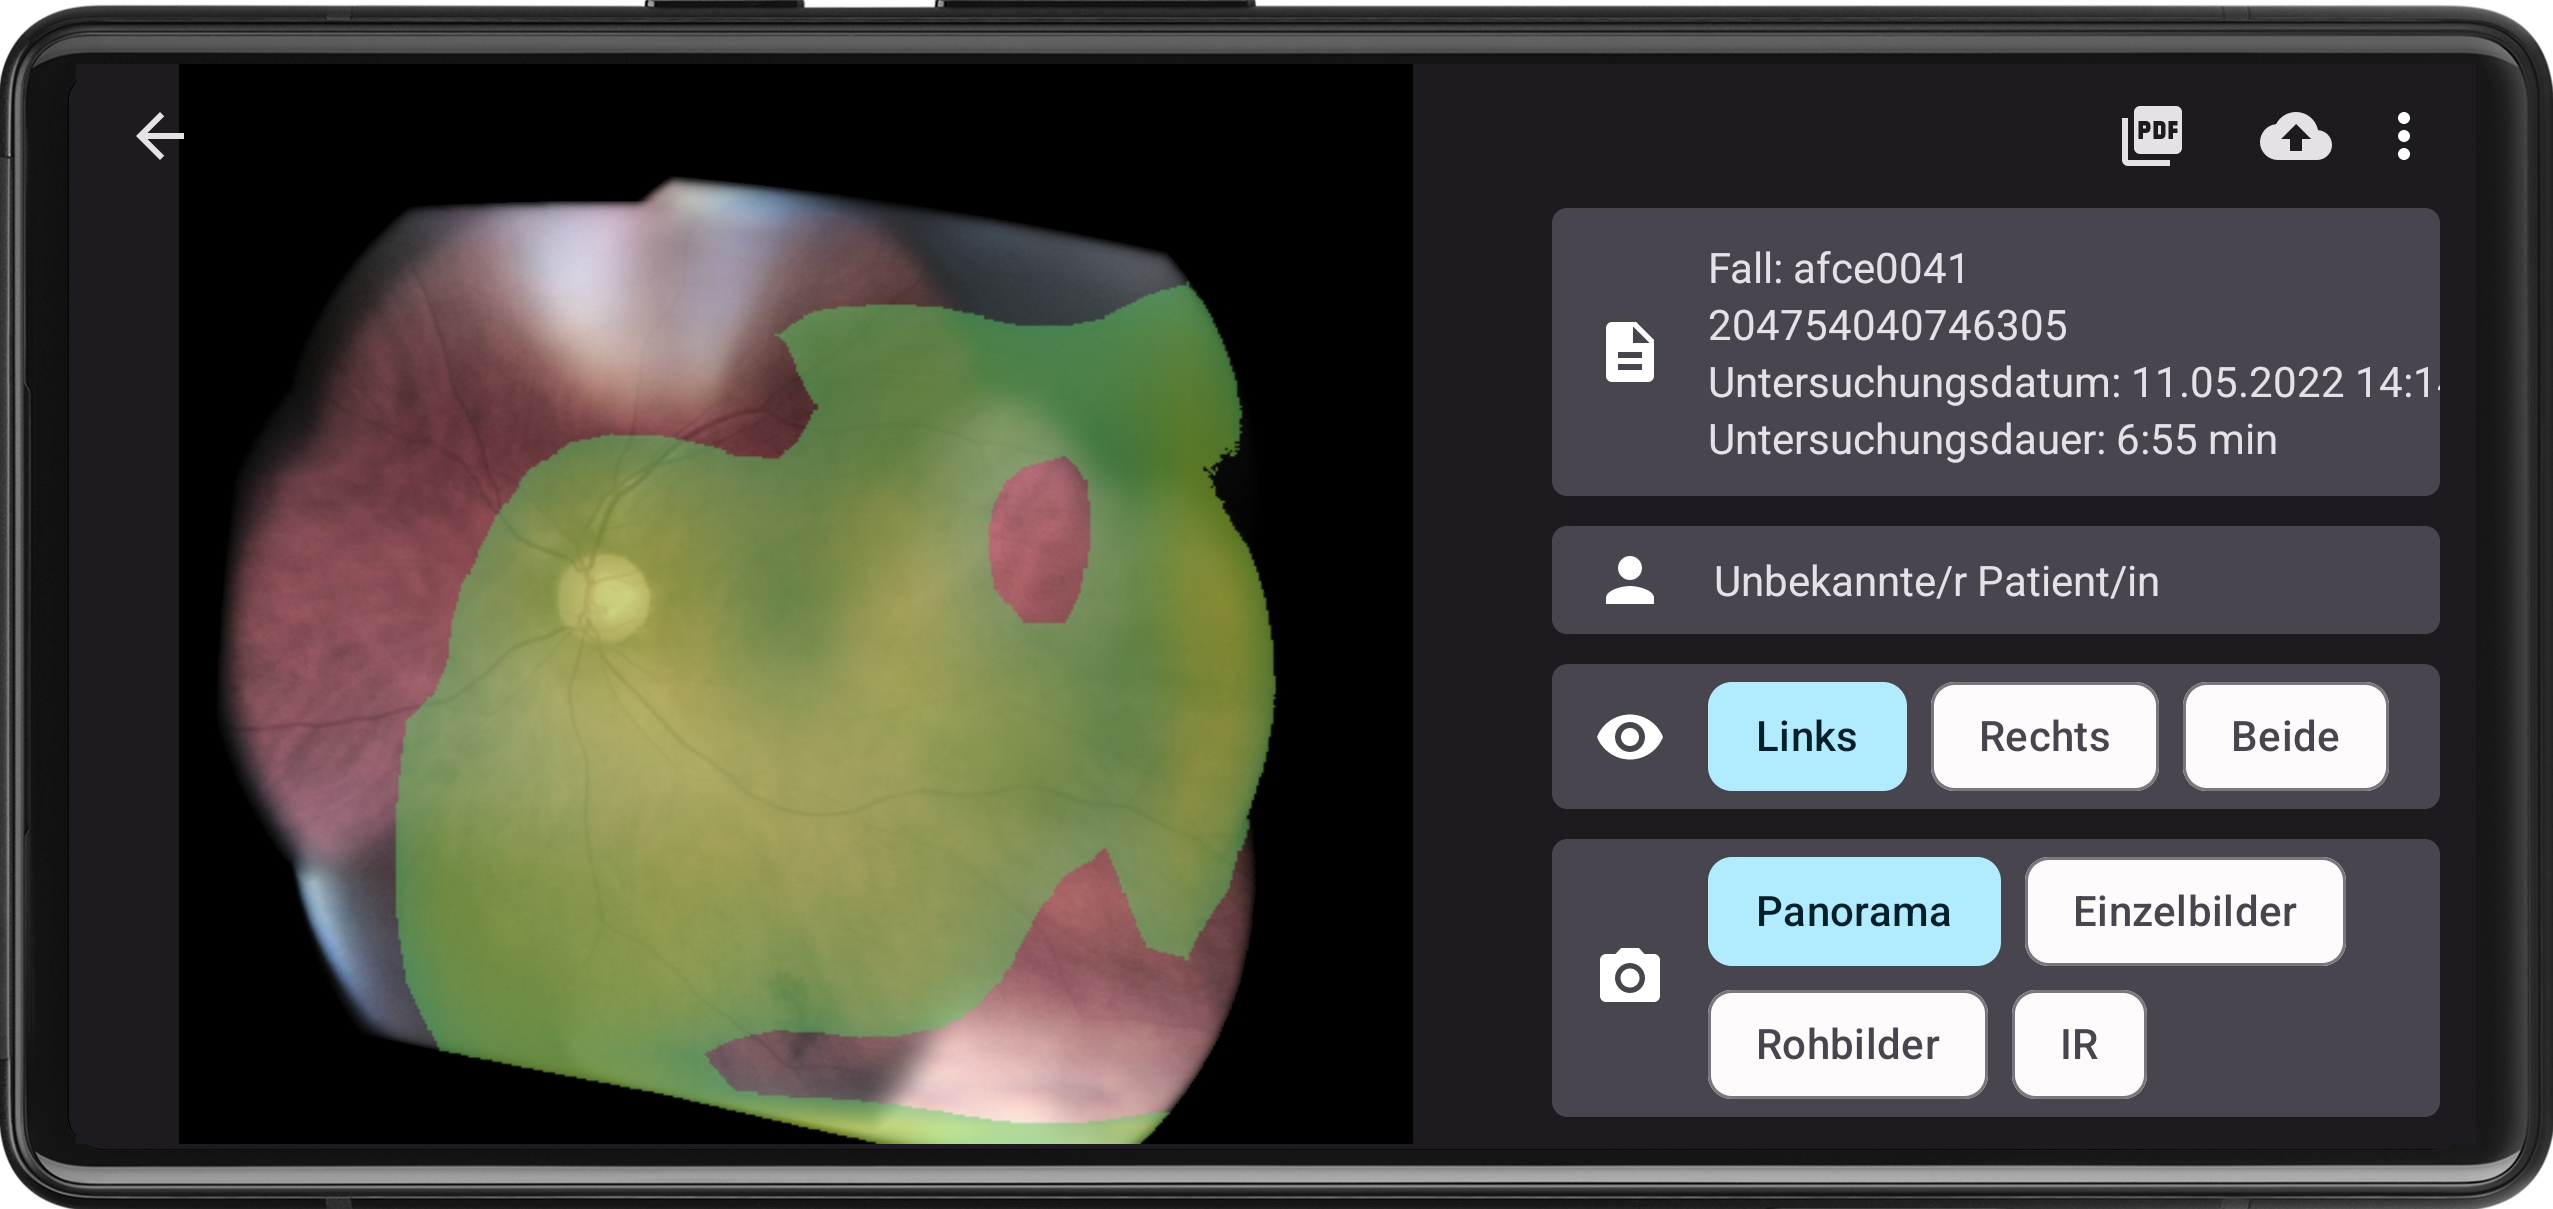 PDF
Fall: afce0041
204754040746305
Untersuchungsdatum: 11.05.2022 14:1
Untersuchungsdauer: 6:55 min
Unbekannte/r Patient/in
Links Rechts Beide
Panorama Einzelbilder
Rohbilder IR